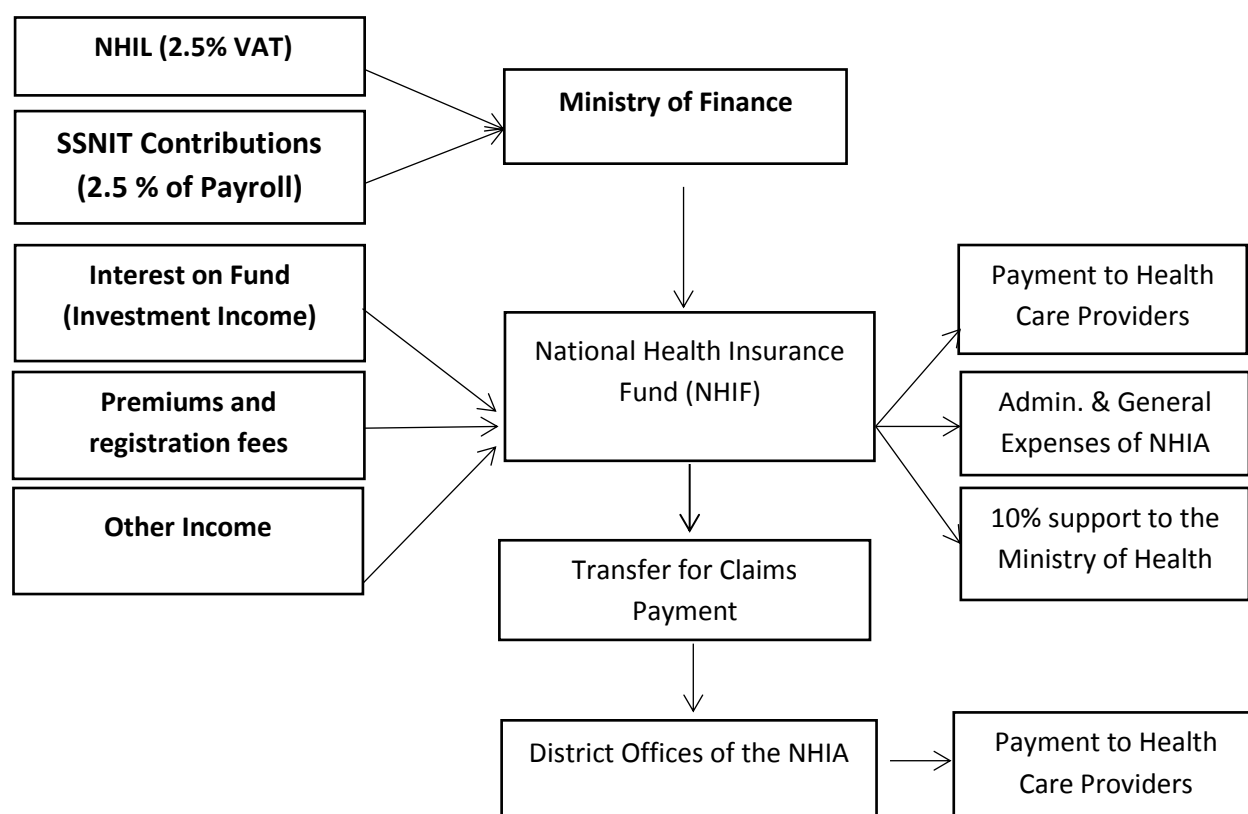 NHIL (2.5% VAT)
SSNIT Contributions
(2.5 % of Payroll)
Interest on Fund
(Investment Income)
Premiums and
registration fees
Other Income
Ministry of Finance
National Health Insurance
Fund (NHIF)
Transfer for Claims
Payment
District Offices of the NHIA
Payment to Health
Care Providers
Admin. & General
Expenses of NHIA
10% support to the
Ministry of Health
Payment to Health
Care Providers